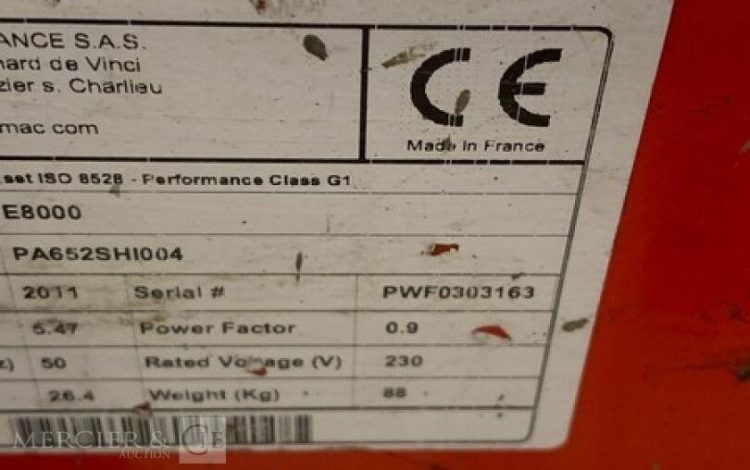 ANCE S.A.S.
nard de Vinci
zier s. Charlieu
mac.com
CE
Made In France
set ISO 8528 - Performance Class G1
E8000
PA652SHI004
2011 Serial # PWF0303163
5.47 Power Factor 0.9
z) 50 Rated Voltage (V) 230
26.4 Weight (Kg) 88
MERCIER & CIE
AUCTION